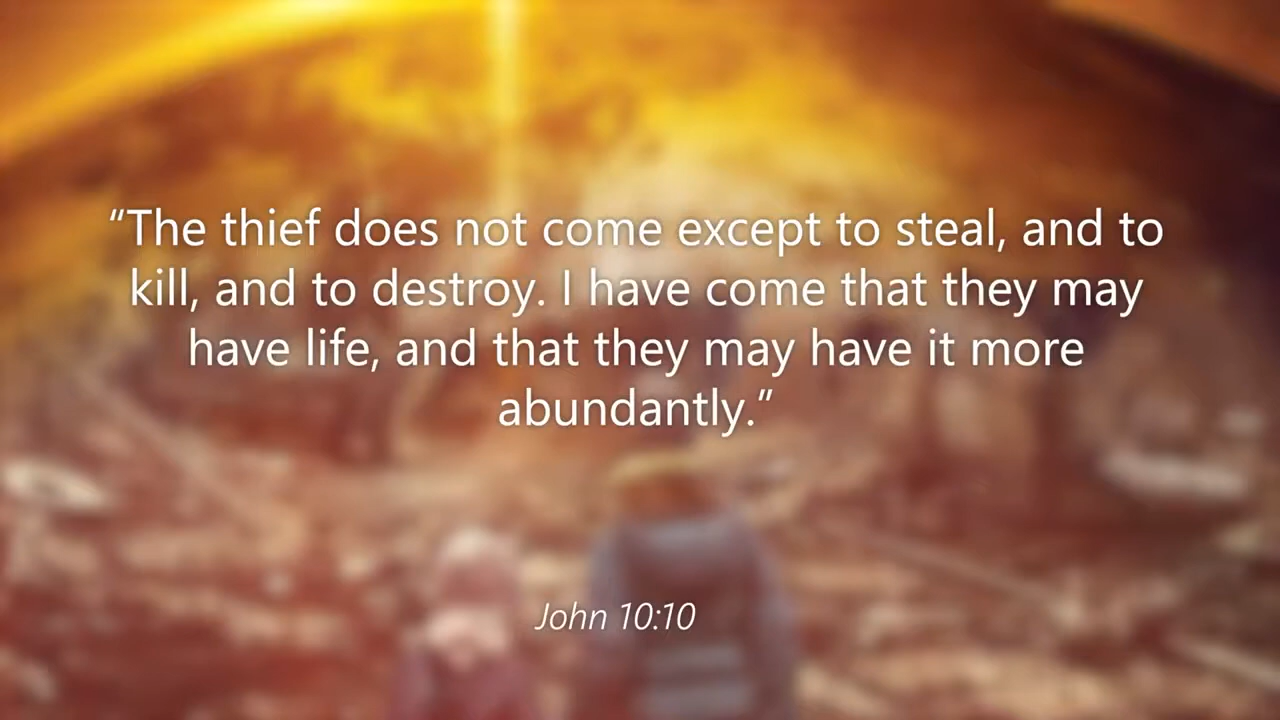 “The thief does not come except to steal, and to
kill, and to destroy. I have come that they may
have life, and that they may have it more
abundantly.”
John 10:10